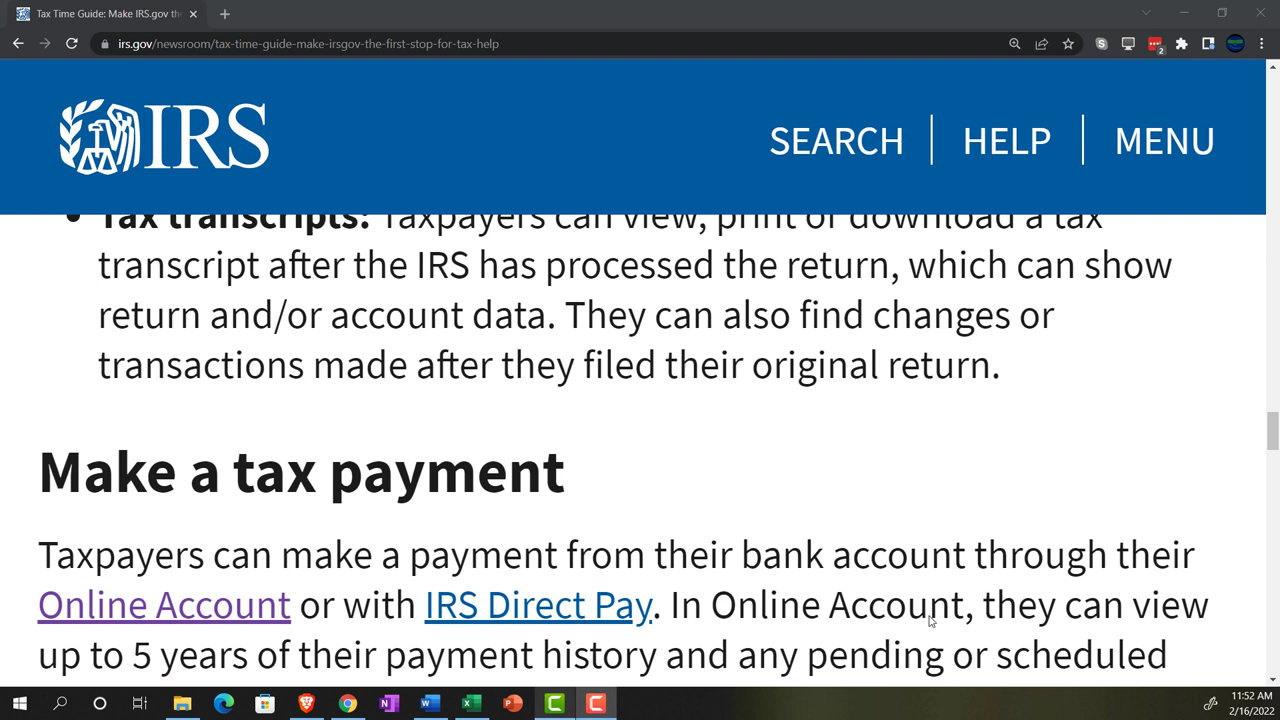 Tax Time Guide: Make IRS.gov the
irs.gov/newsroom/tax-time-guide-make-irsgov-the-first-stop-for-tax-help
2
IRS
SEARCH
HELP
MENU
Tax transcripts: Taxpayers can view, print or download a tax
transcript after the IRS has processed the return, which can show
return and/or account data. They can also find changes or
transactions made after they filed their original return.
Make a tax payment
Taxpayers can make a payment from their bank account through their
Online Account or with IRS Direct Pay. In Online Account, they can view
up to 5 years of their payment history and any pending or scheduled
11:52 AM
2/16/2022